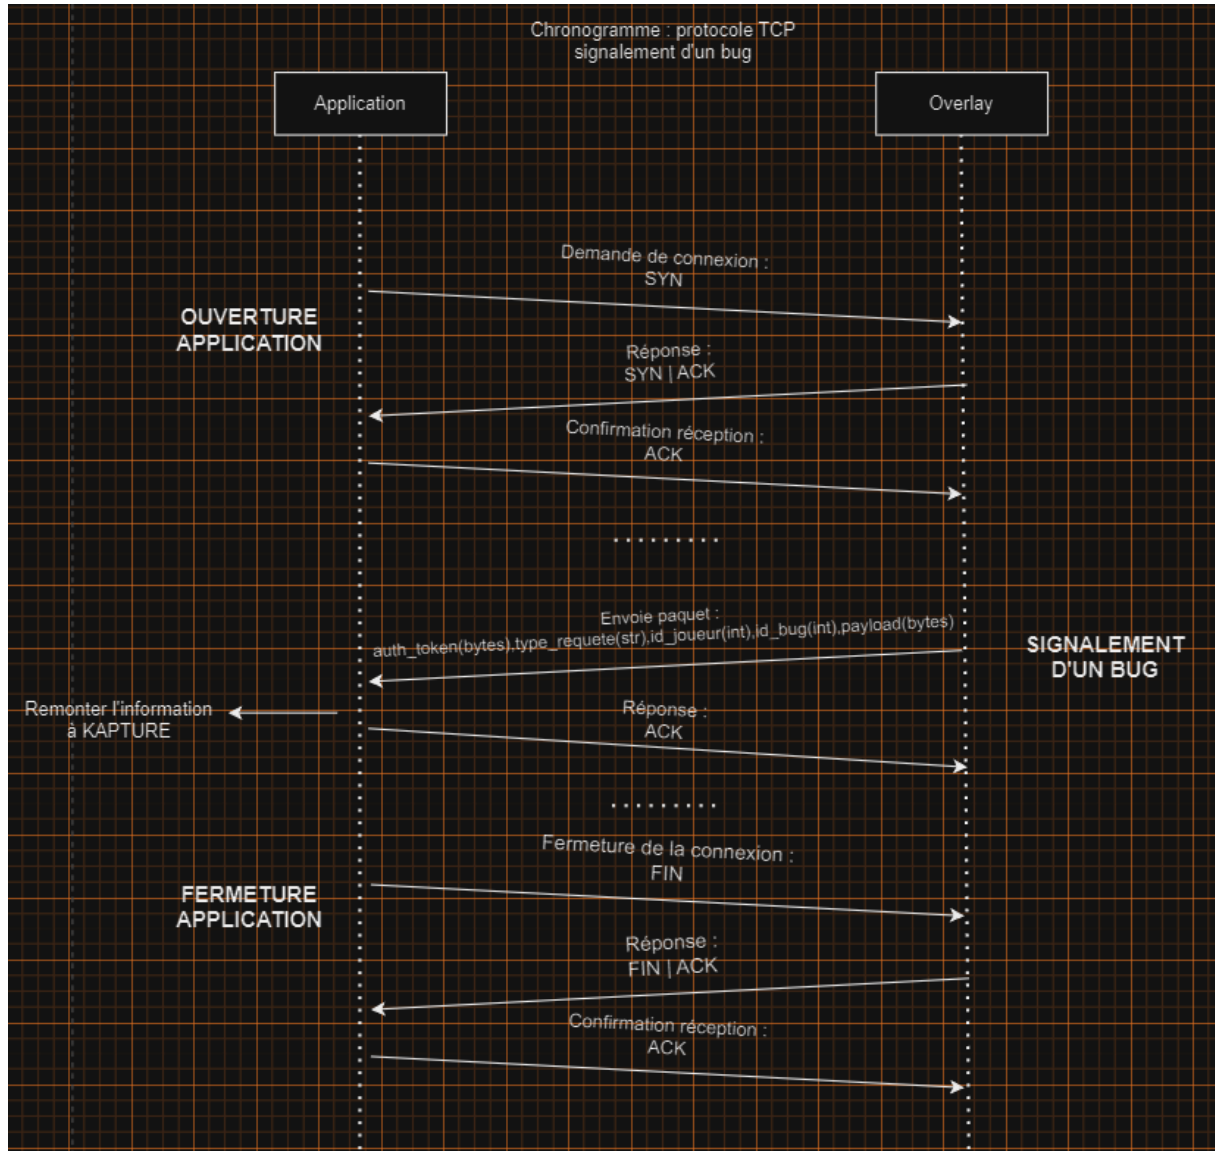 Chronogramme : protocole TCP
signalement d'un bug
Application
Overlay
Demande de connexion :
SYN
OUVERTURE
APPLICATION
Réponse :
SYN | ACK
Confirmation réception :
ACK
.........
Envoie paquet :
auth_token(bytes),type_requete(str),id_joueur(int),id_bug(int),payload(bytes)
SIGNALEMENT
D'UN BUG
Remonter l'information
à KAPTURE
Réponse :
ACK
.........
Fermeture de la connexion :
FIN
FERMETURE
APPLICATION
Réponse :
FIN | ACK
Confirmation réception :
ACK